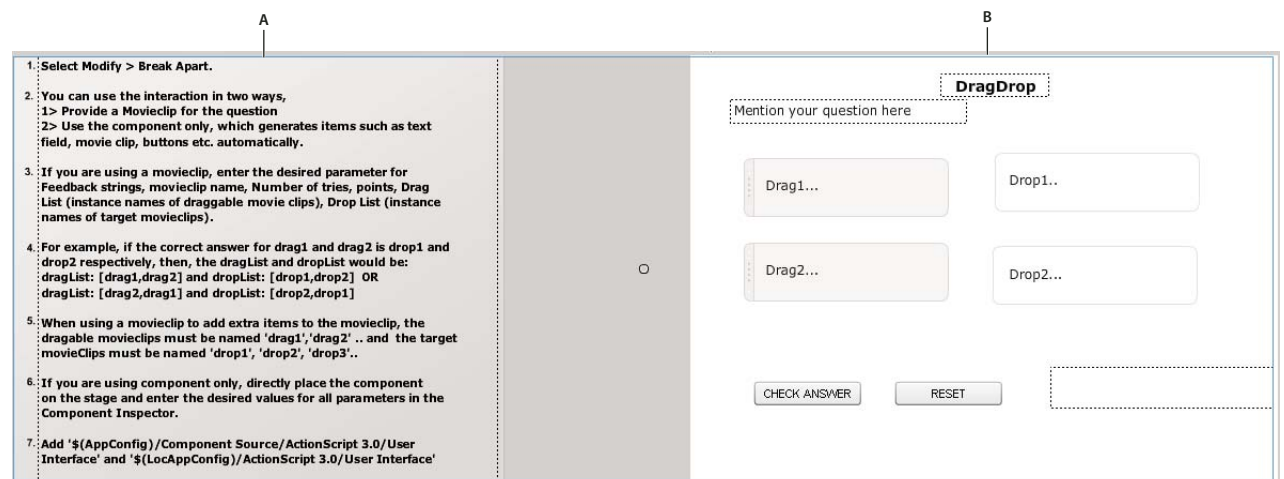 A
B
1. Select Modify > Break Apart.
2. You can use the interaction in two ways,
1> Provide a Movieclip for the question
2> Use the component only, which generates items such as text
field, movie clip, buttons etc. automatically.
3. If you are using a movieclip, enter the desired parameter for
Feedback strings, movieclip name, Number of tries, points, Drag
List (instance names of draggable movie clips), Drop List (instance
names of target movieclips).
4. For example, if the correct answer for drag1 and drag2 is drop1 and
drop2 respectively, then, the dragList and dropList would be:
dragList: [drag1,drag2] and dropList: [drop1,drop2] OR
dragList: [drag2,drag1] and dropList: [drop2,drop1]
5. When using a movieclip to add extra items to the movieclip, the
dragable movieclips must be named 'drag1','drag2' .. and the target
movieClips must be named 'drop1', 'drop2', 'drop3'..
6. If you are using component only, directly place the component
on the stage and enter the desired values for all parameters in the
Component Inspector.
7. Add '$(AppConfig)/Component Source/ActionScript 3.0/User
Interface' and '$(LocAppConfig)/ActionScript 3.0/User Interface'
DragDrop
Mention your question here
Drag1...
Drop1..
Drag2...
Drop2...
CHECK ANSWER
RESET